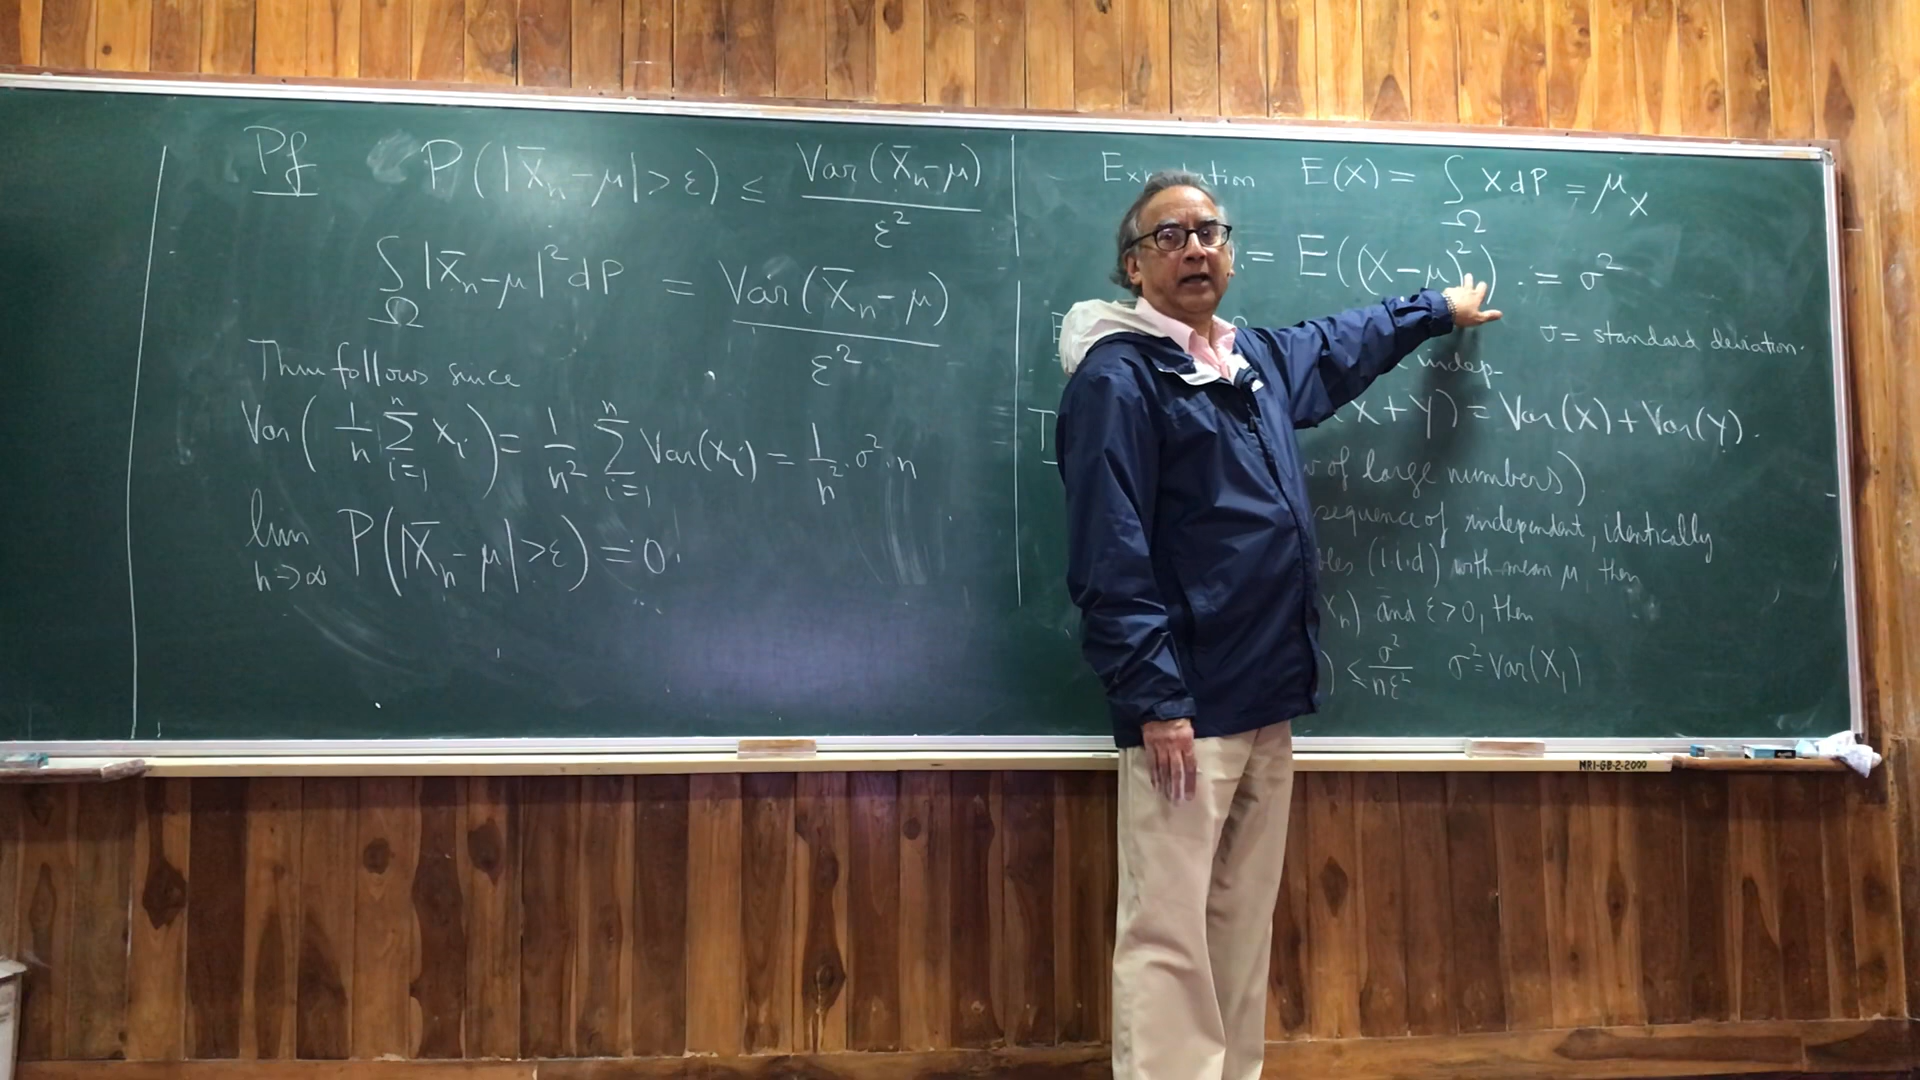 Pf P(|X̄ₙ-μ|>ε) ≤ Var(X̄ₙ-μ)/ε²
∫_Ω |X̄ₙ-μ|² dP = Var(X̄ₙ-μ)/ε²
follows since
Var(1/n Σ_{i=1}^{n} Xᵢ) = 1/n² Σ_{i=1}^{n} Var(Xᵢ) = 1/n² · σ² · n
lim_{n→∞} P(|X̄ₙ-μ|>ε) = 0.
E(X) = ∫_Ω X dP = μ_X
:= E((X-μ)²) := σ²
σ = standard deviation.
indep-
X+Y) = Var(X) + Var(Y).
of large numbers)
sequence of independent, identically
(i.i.d) with mean μ, then
and ε>0, then
) ≤ σ²/nε² σ² = Var(X₁)
MRI-GB-2-2000